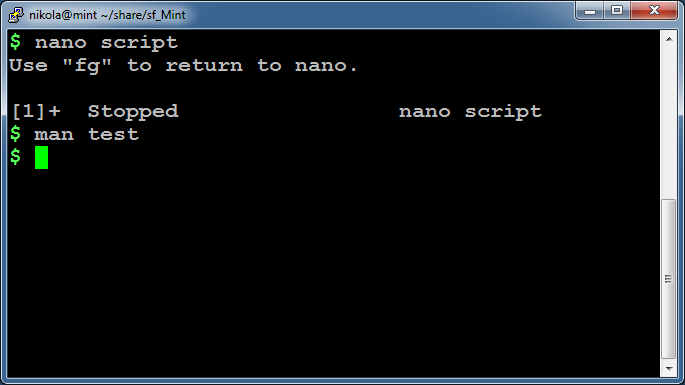 nikola@mint ~/share/sf_Mint
$ nano script
Use "fg" to return to nano.
[1]+  Stopped                 nano script
$ man test
$